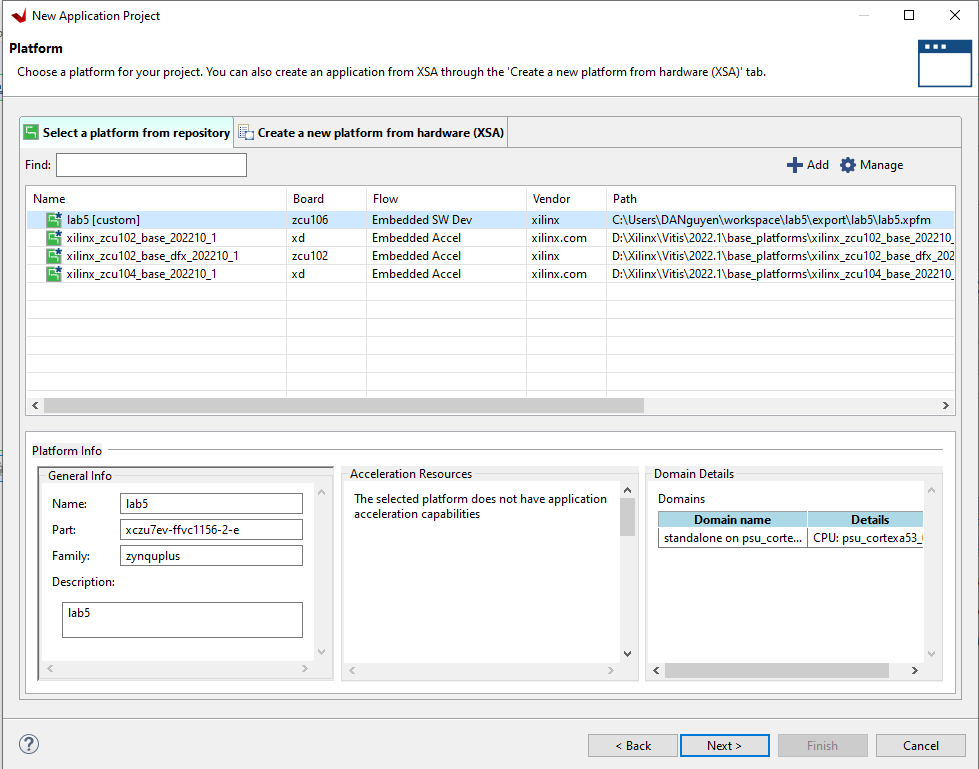 New Application Project
Platform
Choose a platform for your project. You can also create an application from XSA through the 'Create a new platform from hardware (XSA)' tab.
Select a platform from repository Create a new platform from hardware (XSA)
Find: Add Manage
Name Board Flow Vendor Path
lab5 [custom] zcu106 Embedded SW Dev xilinx C:\Users\DANguyen\workspace\lab5\export\lab5\lab5.xpfm
xilinx_zcu102_base_202210_1 xd Embedded Accel xilinx.com D:\Xilinx\Vitis\2022.1\base_platforms\xilinx_zcu102_base_202210_
xilinx_zcu102_base_dfx_202210_1 zcu102 Embedded Accel xilinx D:\Xilinx\Vitis\2022.1\base_platforms\xilinx_zcu102_base_dfx_202
xilinx_zcu104_base_202210_1 xd Embedded Accel xilinx.com D:\Xilinx\Vitis\2022.1\base_platforms\xilinx_zcu104_base_202210_
Platform Info
General Info
Name: lab5
Part: xczu7ev-ffvc1156-2-e
Family: zynquplus
Description:
lab5
Acceleration Resources
The selected platform does not have application
acceleration capabilities
Domain Details
Domains
Domain name Details
standalone on psu_corte... CPU: psu_cortexa53_
< Back Next > Finish Cancel